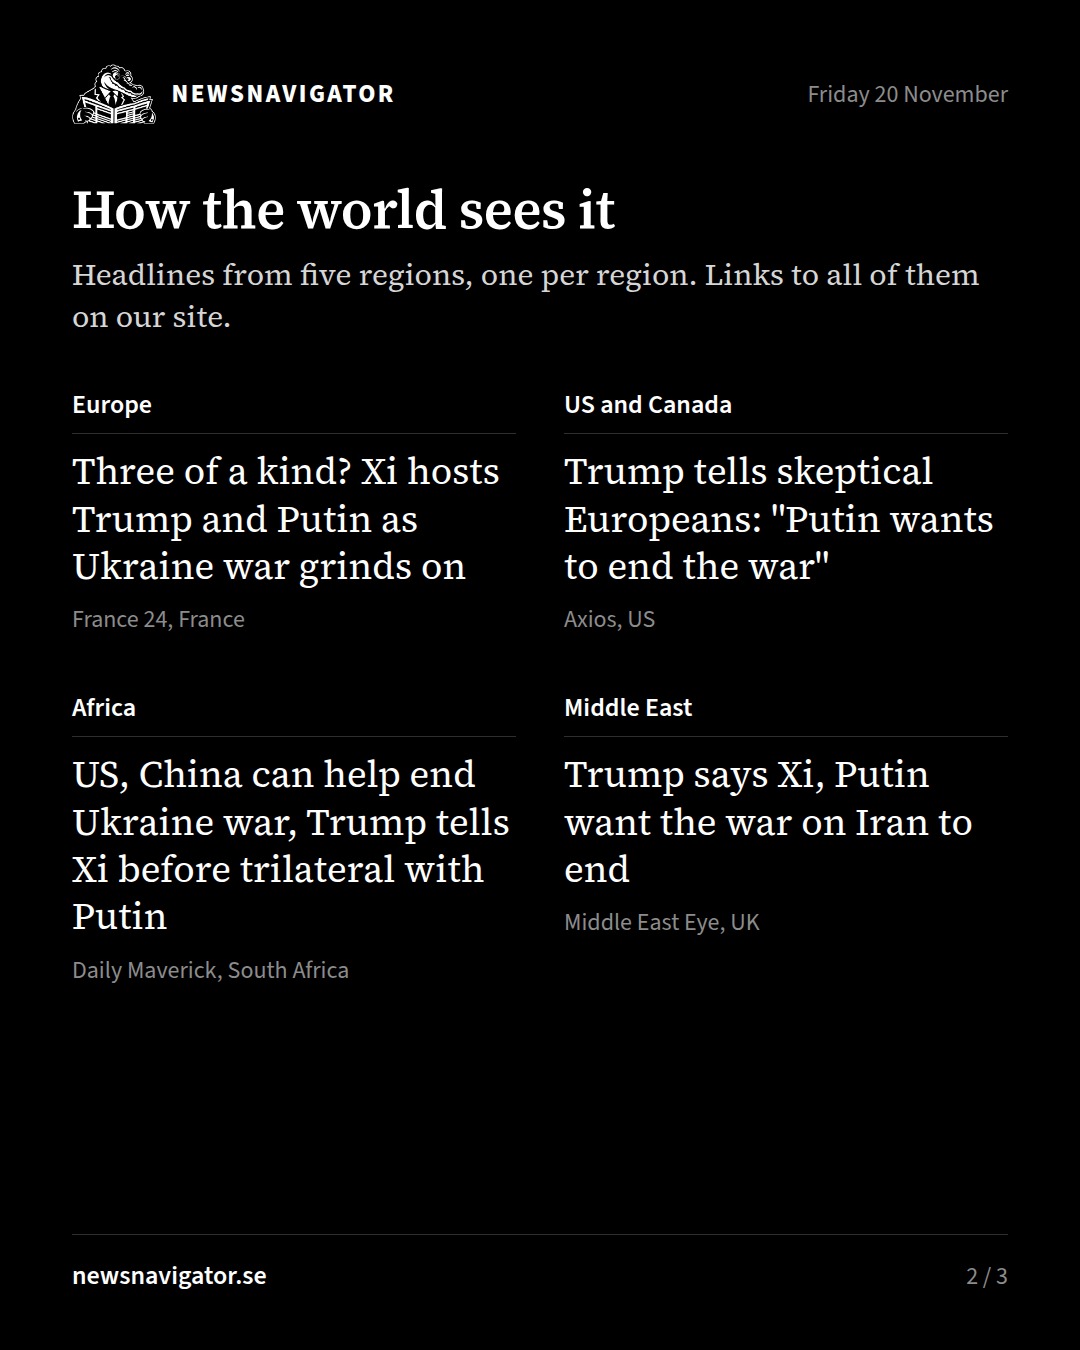 NEWSNAVIGATOR
Friday 20 November
How the world sees it
Headlines from five regions, one per region. Links to all of them
on our site.
Europe
Three of a kind? Xi hosts
Trump and Putin as
Ukraine war grinds on
France 24, France
US and Canada
Trump tells skeptical
Europeans: "Putin wants
to end the war"
Axios, US
Africa
US, China can help end
Ukraine war, Trump tells
Xi before trilateral with
Putin
Daily Maverick, South Africa
Middle East
Trump says Xi, Putin
want the war on Iran to
end
Middle East Eye, UK
newsnavigator.se
2 / 3